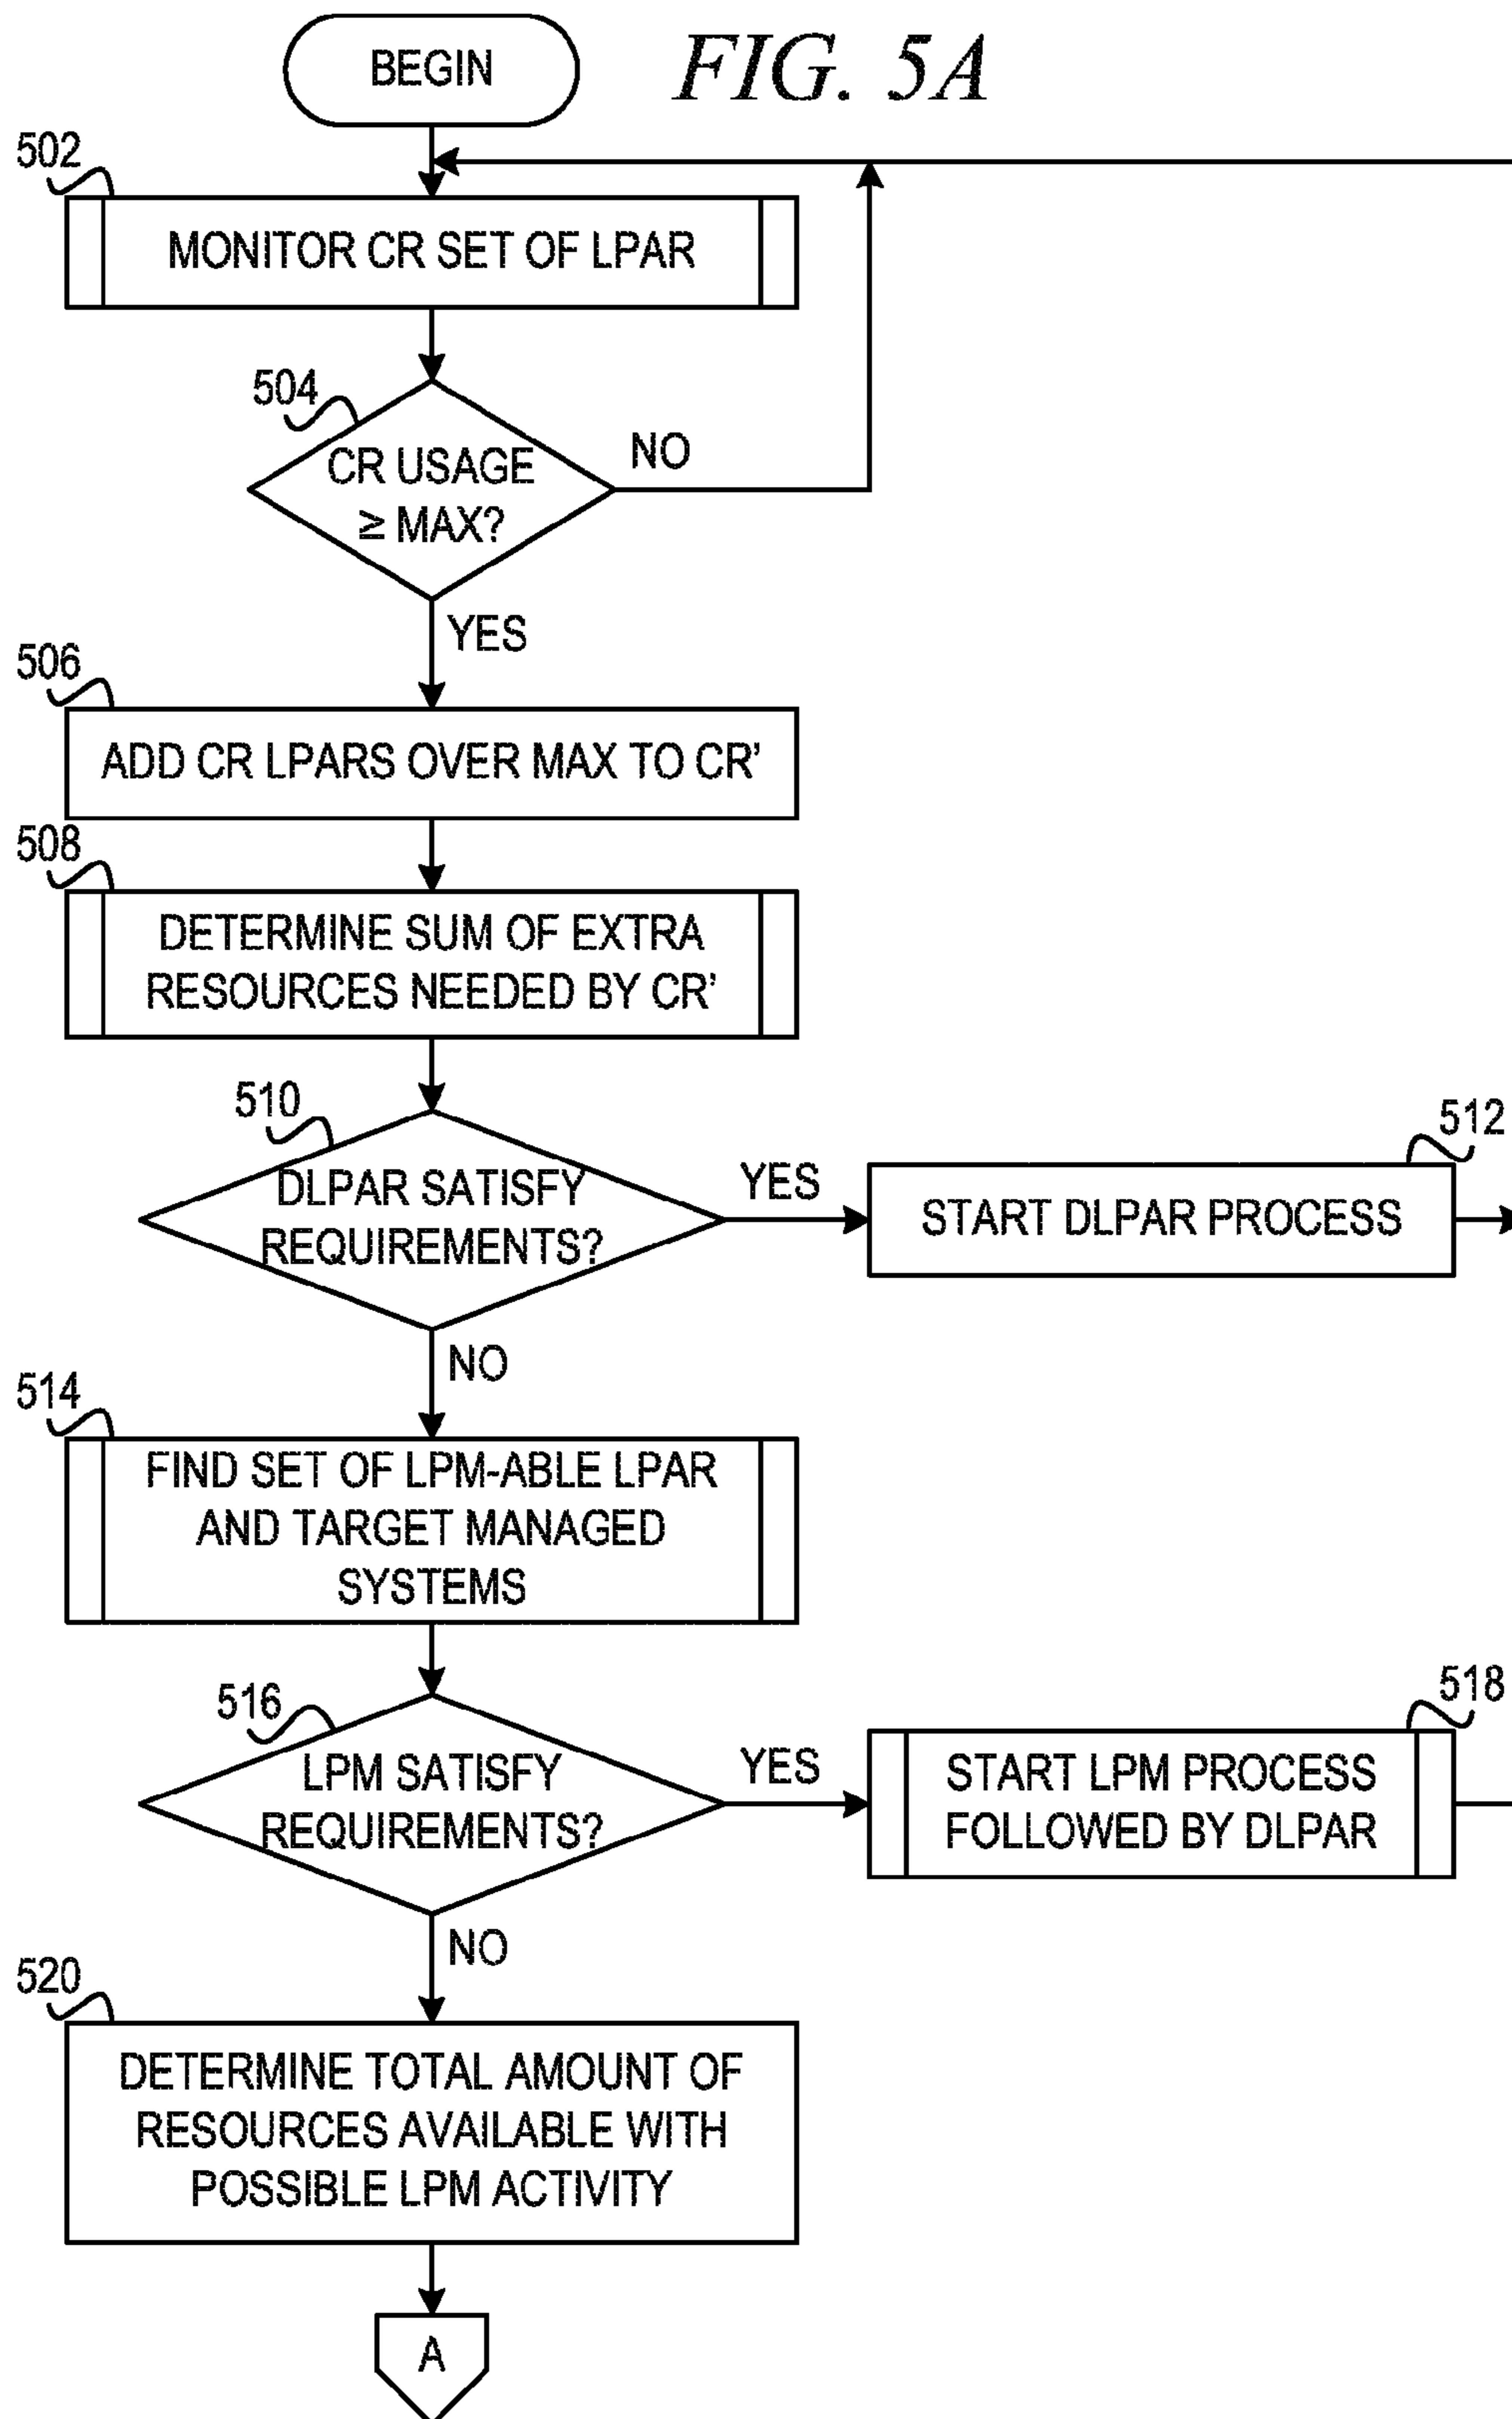 BEGIN
FIG. 5A
502
MONITOR CR SET OF LPAR
504
CR USAGE
≥ MAX?
NO
YES
506
ADD CR LPARS OVER MAX TO CR'
508
DETERMINE SUM OF EXTRA
RESOURCES NEEDED BY CR'
510
DLPAR SATISFY
REQUIREMENTS?
YES
512
START DLPAR PROCESS
NO
514
FIND SET OF LPM-ABLE LPAR
AND TARGET MANAGED
SYSTEMS
516
LPM SATISFY
REQUIREMENTS?
YES
518
START LPM PROCESS
FOLLOWED BY DLPAR
NO
520
DETERMINE TOTAL AMOUNT OF
RESOURCES AVAILABLE WITH
POSSIBLE LPM ACTIVITY
A